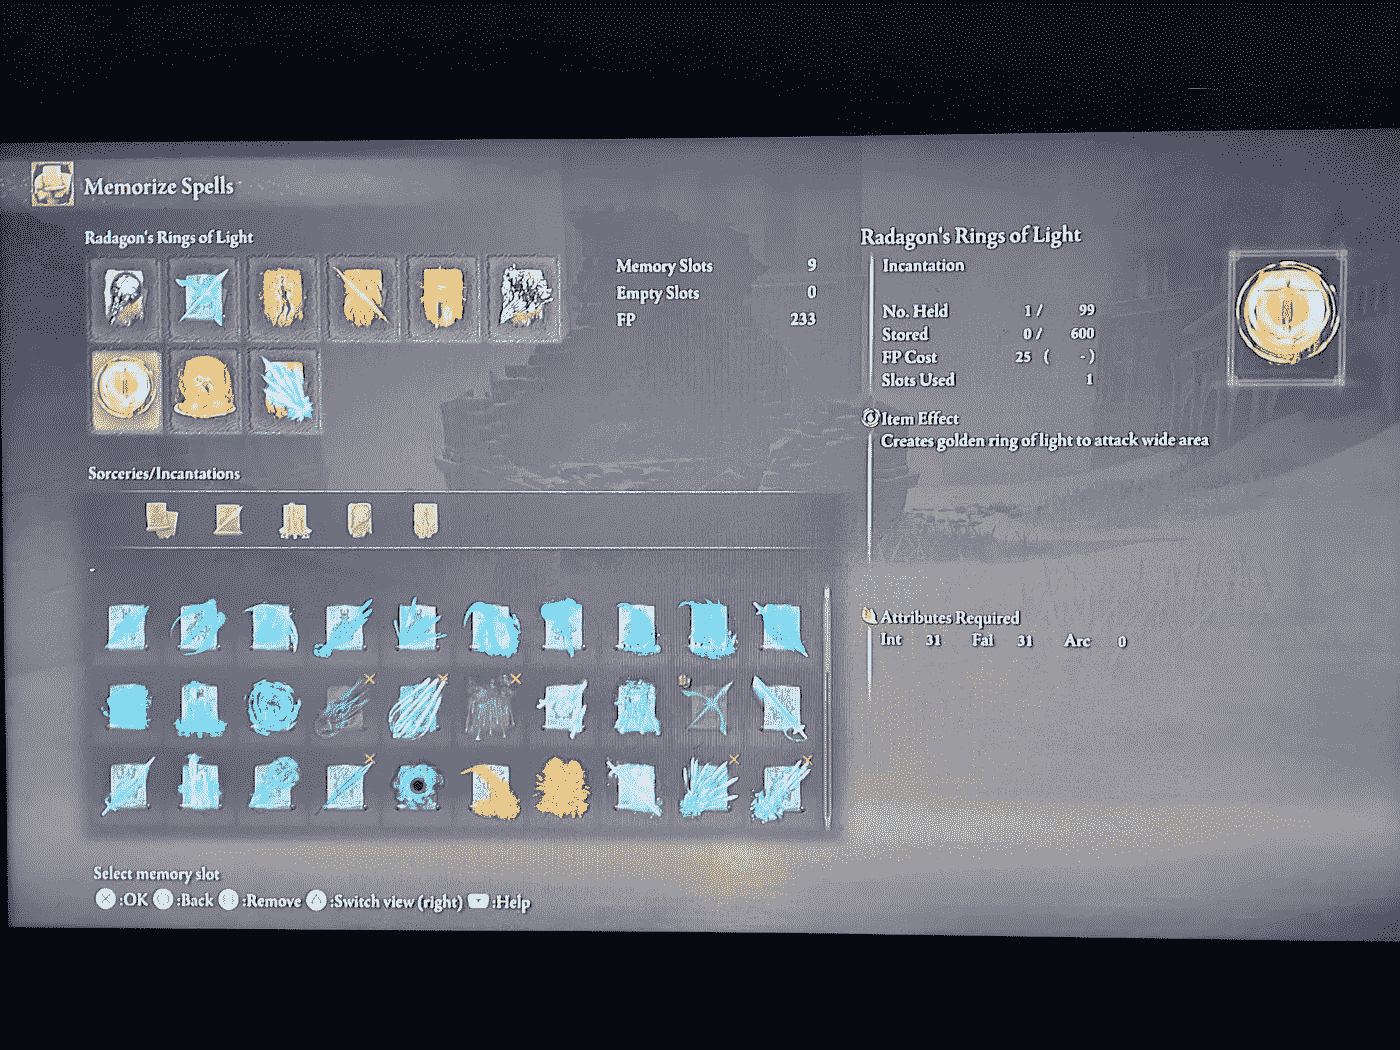 Memorize Spells
Radagon's Rings of Light
Memory Slots 9
Empty Slots 0
FP 233
Sorceries/Incantations
Radagon's Rings of Light
Incantation
No. Held 1 / 99
Stored 0 / 600
FP Cost 25 ( - )
Slots Used 1
Item Effect
Creates golden ring of light to attack wide area
Attributes Required
Int 31 Fai 31 Arc 0
Select memory slot
:OK :Back :Remove :Switch view (right) :Help